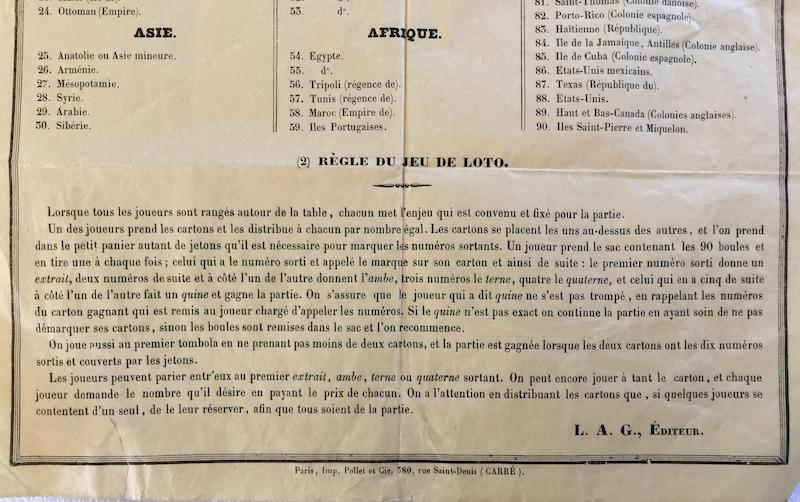 24. Ottoman (Empire).
ASIE.
25. Anatolie ou Asie mineure.
26. Arménie.
27. Mésopotamie.
28. Syrie.
29. Arabie.
30. Sibérie.
53. do.
AFRIQUE.
54. Egypte.
55. do.
56. Tripoli (régence de).
57. Tunis (régence de).
58. Maroc (Empire de).
59. Iles Portugaises.
81. Saint-Thomas (Colonie danoise).
82. Porto-Rico (Colonie espagnole).
83. Haïtienne (République).
84. Ile de la Jamaique, Antilles (Colonie anglaise).
85. Ile de Cuba (Colonie espagnole).
86. Etats-Unis mexicains.
87. Texas (République du).
88. Etats-Unis.
89. Haut et Bas-Canada (Colonies anglaises).
90. Iles Saint-Pierre et Miquelon.
(2) RÈGLE DU JEU DE LOTO.
Lorsque tous les joueurs sont rangés autour de la table, chacun met l'enjeu qui est convenu et fixé pour la partie.
Un des joueurs prend les cartons et les distribue à chacun par nombre égal. Les cartons se placent les uns au-dessus des autres, et l'on prend
dans le petit panier autant de jetons qu'il est nécessaire pour marquer les numéros sortants. Un joueur prend le sac contenant les 90 boules et
en tire une à chaque fois; celui qui a le numéro sorti et appelé le marque sur son carton et ainsi de suite : le premier numéro sorti donne un
extrait, deux numéros de suite et à côté l'un de l'autre donnent l'ambe, trois numéros le terne, quatre le quaterne, et celui qui en a cinq de suite
à côté l'un de l'autre fait un quine et gagne la partie. On s'assure que le joueur qui a dit quine ne s'est pas trompé, en rappelant les numéros
du carton gagnant qui est remis au joueur chargé d'appeler les numéros. Si le quine n'est pas exact on continue la partie en ayant soin de ne pas
démarquer ses cartons, sinon les boules sont remises dans le sac et l'on recommence.
On joue aussi au premier tombola en ne prenant pas moins de deux cartons, et la partie est gagnée lorsque les deux cartons ont les dix numéros
sortis et couverts par les jetons.
Les joueurs peuvent parier entr'eux au premier extrait, ambe, terne ou quaterne sortant. On peut encore jouer à tant le carton, et chaque
joueur demande le nombre qu'il désire en payant le prix de chacun. On a l'attention en distribuant les cartons que, si quelques joueurs se
contentent d'un seul, de le leur réserver, afin que tous soient de la partie.
L. A. G., ÉDITEUR.
Paris, Imp. Pollet et Cie, 380, rue Saint-Denis (CARRÉ).